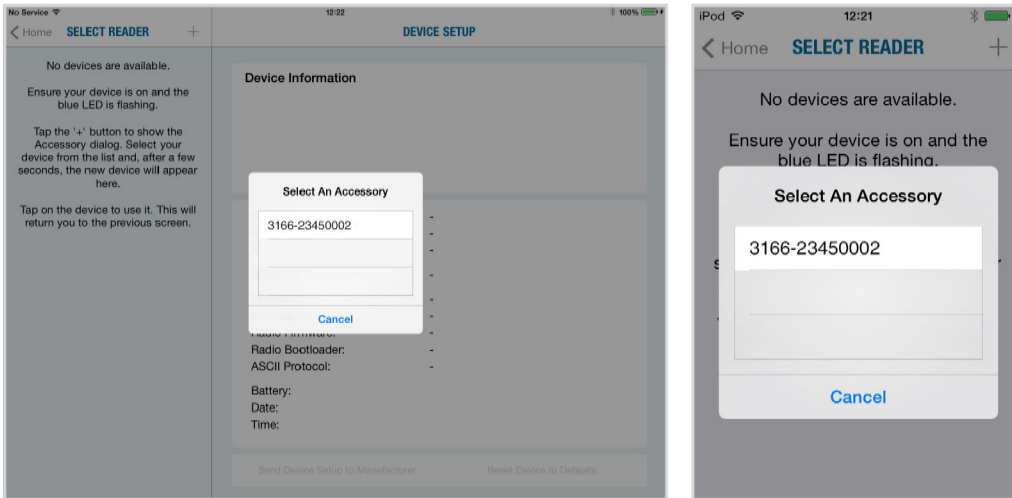 No Service 12:22 100%
Home SELECT READER + DEVICE SETUP
No devices are available.
Ensure your device is on and the
blue LED is flashing.
Tap the '+' button to show the
Accessory dialog. Select your
device from the list and, after a few
seconds, the new device will appear
here.
Tap on the device to use it. This will
return you to the previous screen.
Device Information
Select An Accessory
3166-23450002
Cancel
-
-
-
-
-
Radio Firmware: -
Radio Bootloader: -
ASCII Protocol: -
Battery:
Date:
Time:
Send Device Setup to Manufacturer Reset Device to Defaults
iPod 12:21
Home SELECT READER +
No devices are available.
Ensure your device is on and the
blue LED is flashing.
Select An Accessory
3166-23450002
Cancel